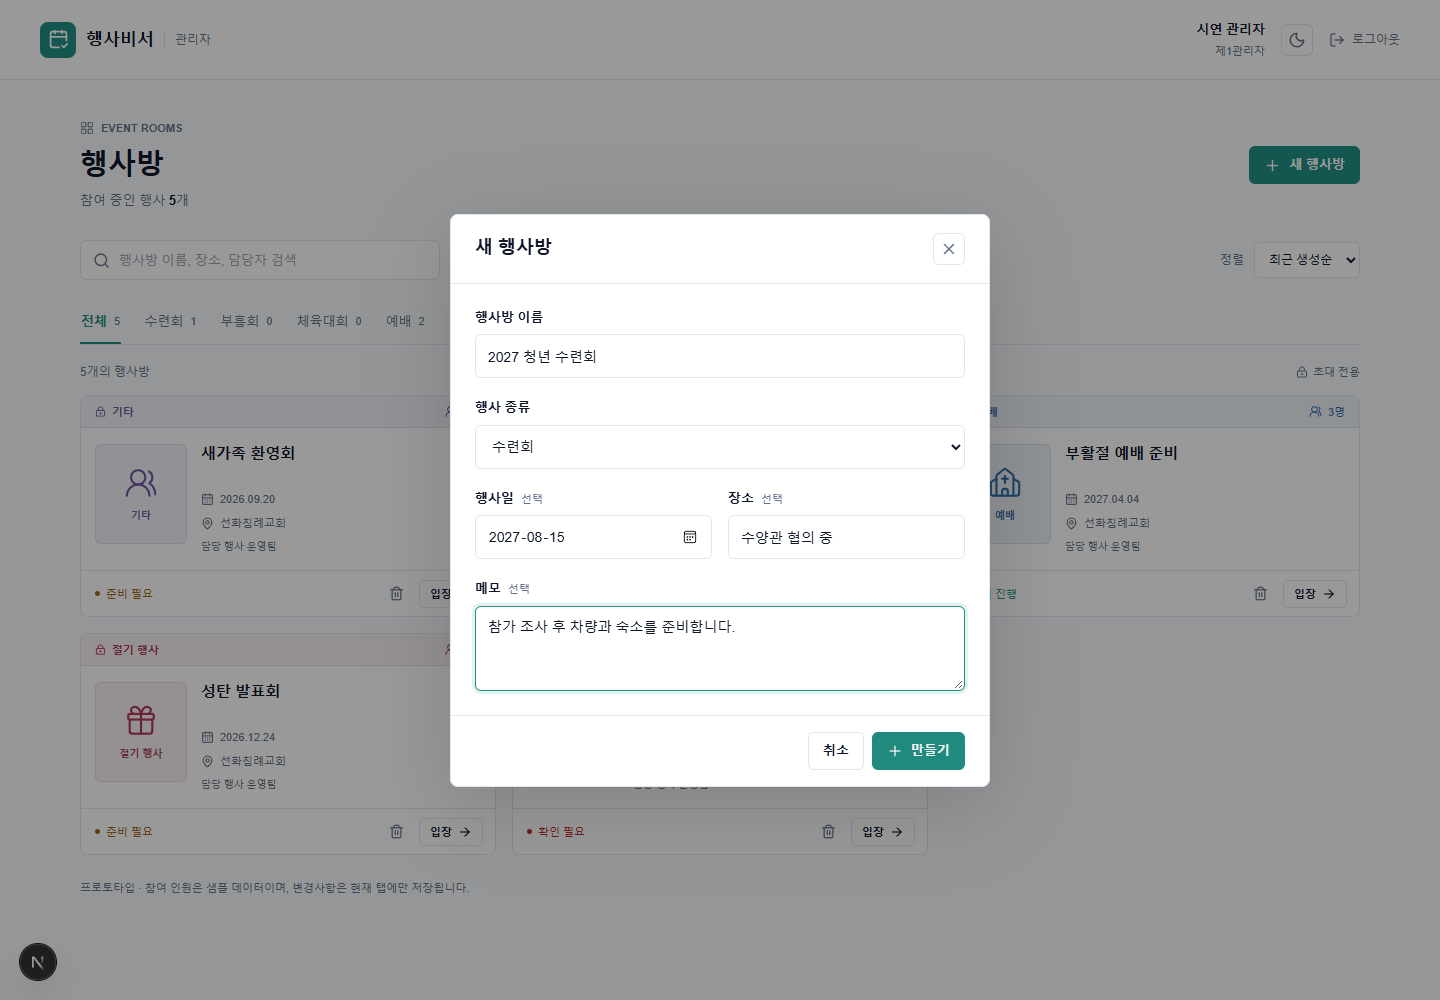 행사비서 관리자
시연 관리자
제1관리자
로그아웃
EVENT ROOMS
행사방
참여 중인 행사 5개
새 행사방
행사방 이름, 장소, 담당자 검색
정렬 최근 생성순
전체 5 수련회 1 부흥회 0 체육대회 0 예배 2
5개의 행사방
초대 전용
기타
새가족 환영회
기타
2026.09.20
선화침례교회
담당 행사 운영팀
준비 필요
입장
3명
부활절 예배 준비
예배
2027.04.04
선화침례교회
담당 행사 운영팀
진행
입장
절기 행사
성탄 발표회
절기 행사
2026.12.24
선화침례교회
담당 행사 운영팀
준비 필요
입장
확인 필요
입장
프로토타입 · 참여 인원은 샘플 데이터이며, 변경사항은 현재 탭에만 저장됩니다.
N
새 행사방
행사방 이름
2027 청년 수련회
행사 종류
수련회
행사일 선택
2027-08-15
장소 선택
수양관 협의 중
메모 선택
참가 조사 후 차량과 숙소를 준비합니다.
취소
만들기